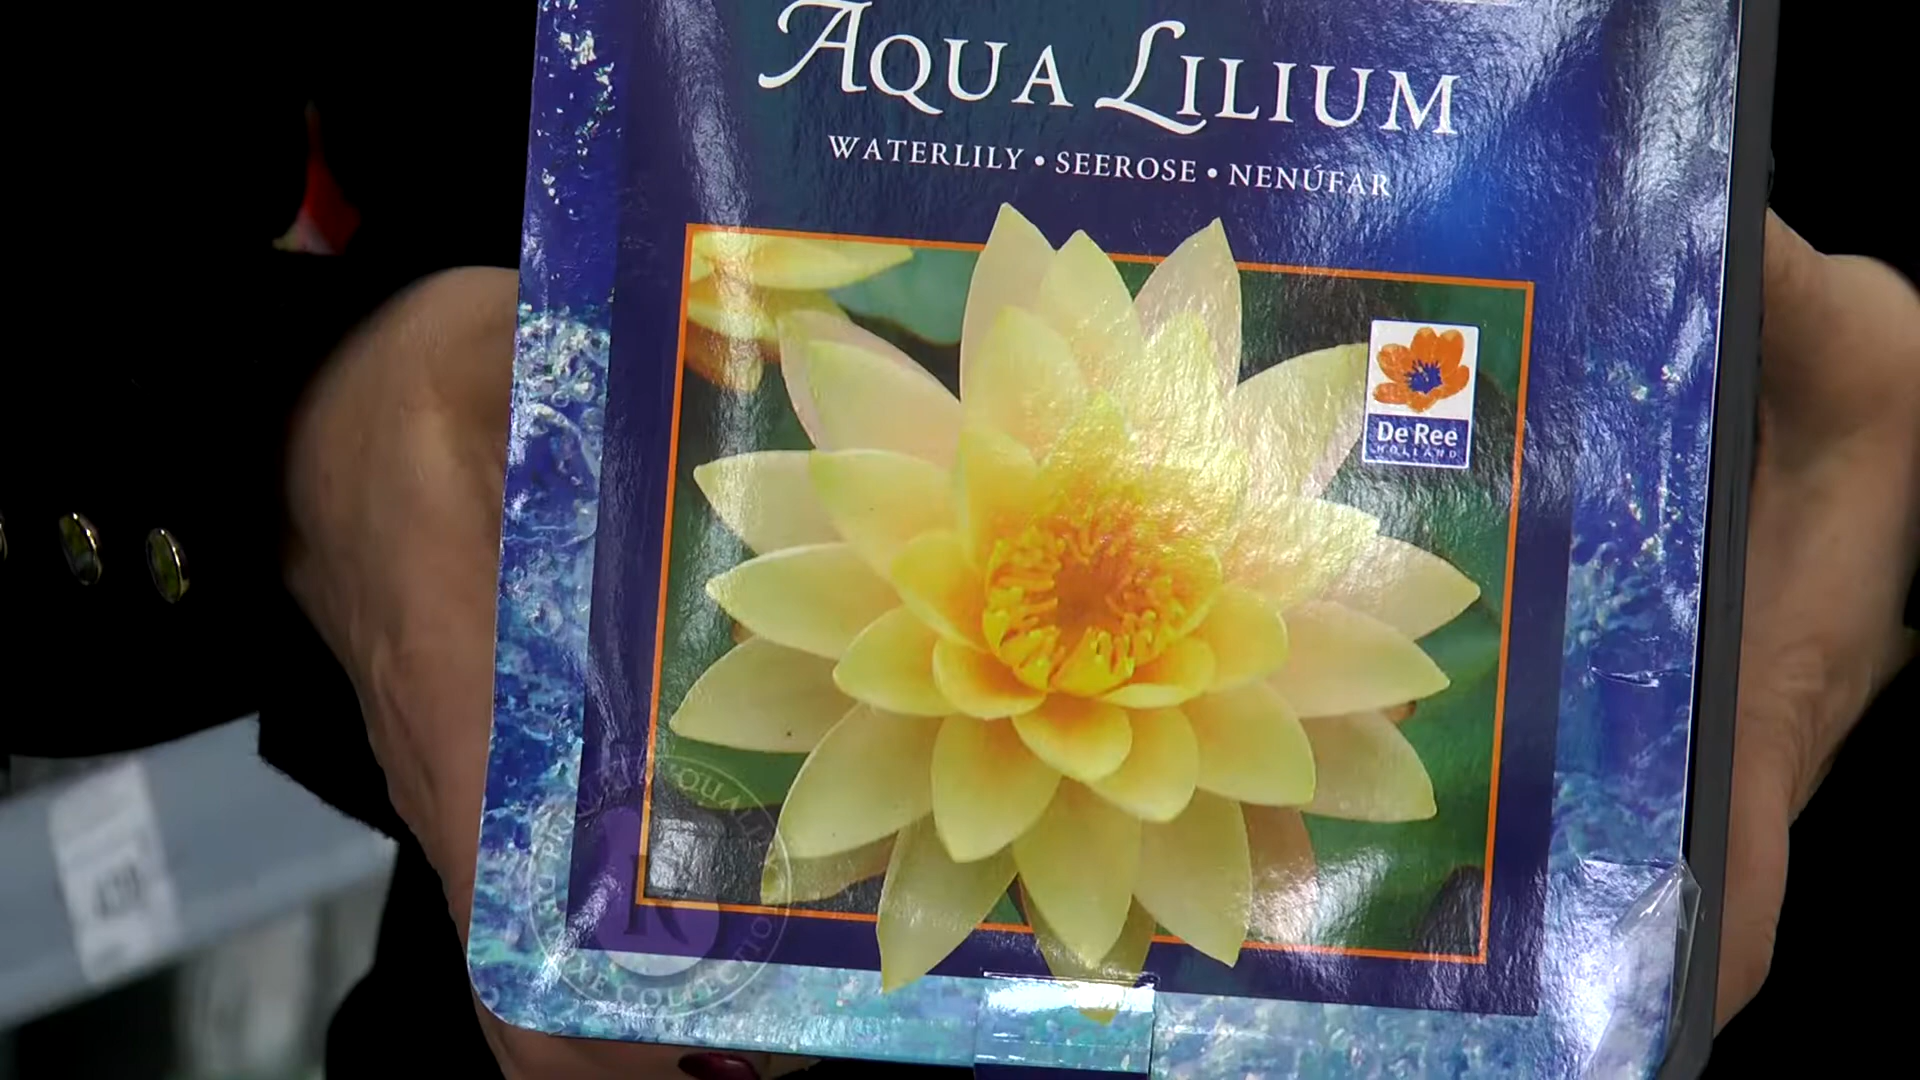 AQUA LILIUM
WATERLILY • SEEROSE • NENÚFAR
De Ree
HOLLAND
K